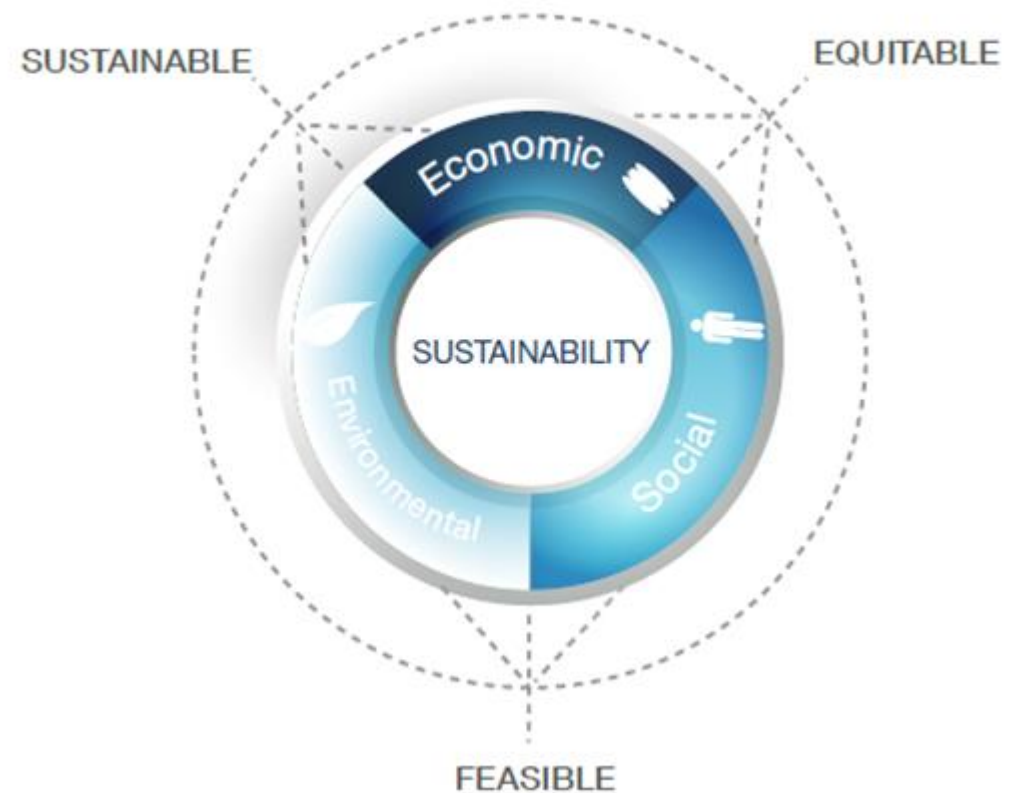 SUSTAINABLE
EQUITABLE
Economic
SUSTAINABILITY
Environmental
Social
FEASIBLE